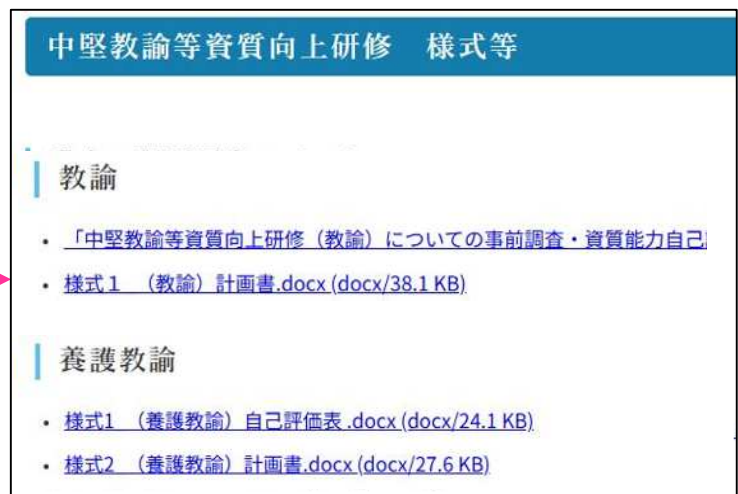 中堅教諭等資質向上研修　様式等
教諭
・「中堅教諭等資質向上研修（教諭）についての事前調査・資質能力自己
・様式１　（教諭）計画書.docx (docx/38.1 KB)
養護教諭
・様式1　（養護教諭）自己評価表 .docx (docx/24.1 KB)
・様式2　（養護教諭）計画書.docx (docx/27.6 KB)